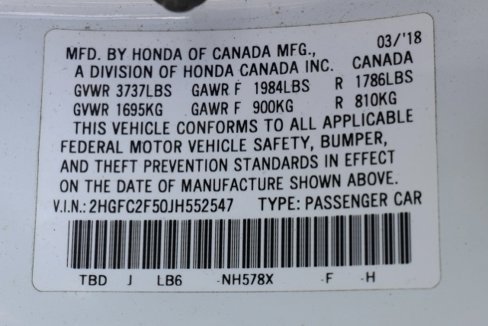 MFD. BY HONDA OF CANADA MFG., 03/'18
A DIVISION OF HONDA CANADA INC. CANADA
GVWR 3737LBS GAWR F 1984LBS R 1786LBS
GVWR 1695KG GAWR F 900KG R 810KG
THIS VEHICLE CONFORMS TO ALL APPLICABLE
FEDERAL MOTOR VEHICLE SAFETY, BUMPER,
AND THEFT PREVENTION STANDARDS IN EFFECT
ON THE DATE OF MANUFACTURE SHOWN ABOVE.
V.I.N.: 2HGFC2F50JH552547 TYPE: PASSENGER CAR
TBD J LB6 -NH578X -F -H